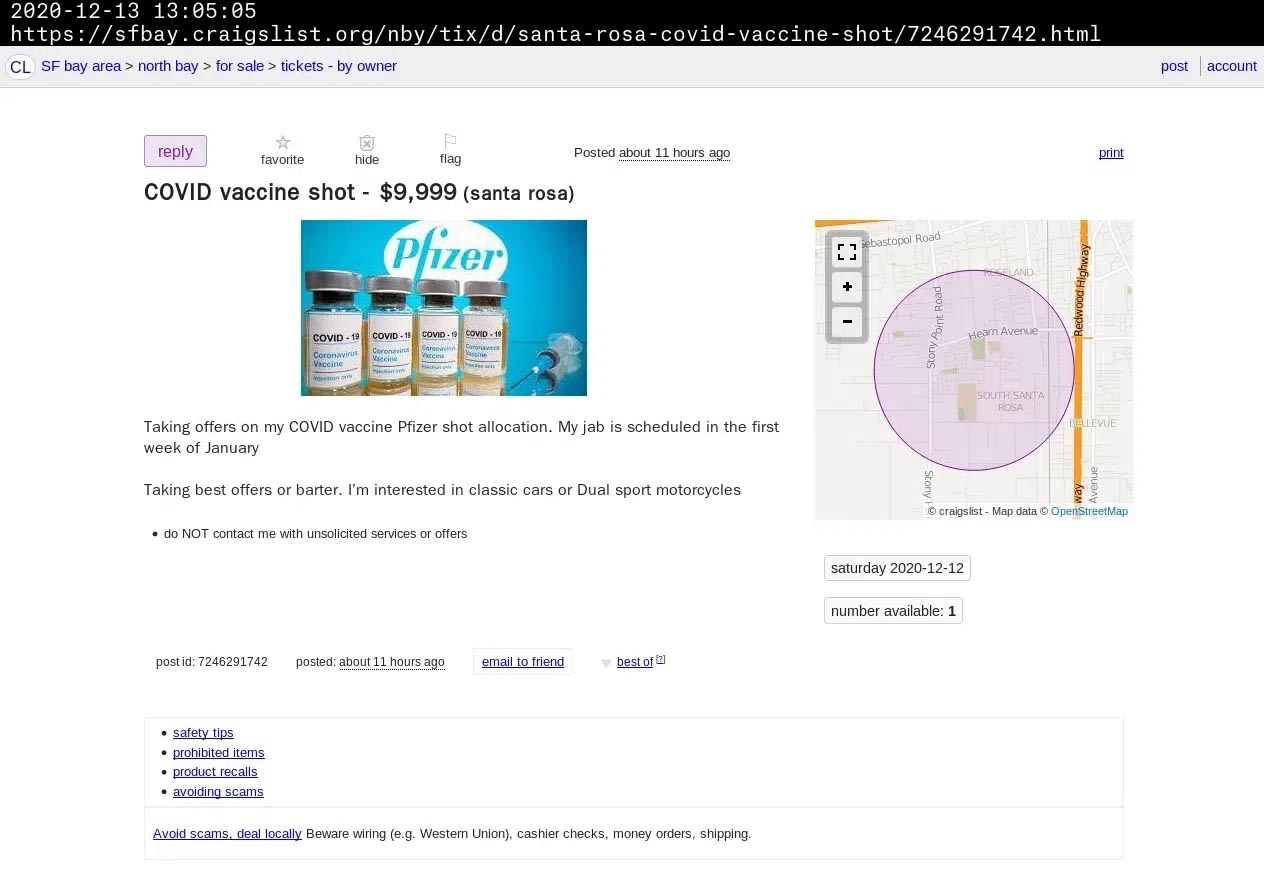 2020-12-13 13:05:05
https://sfbay.craigslist.org/nby/tix/d/santa-rosa-covid-vaccine-shot/7246291742.html
CL SF bay area > north bay > for sale > tickets - by owner
post account
reply
favorite
hide
flag
Posted about 11 hours ago
print
COVID vaccine shot - $9,999 (santa rosa)
Pfizer
COVID - 19
Coronavirus
Vaccine
Injection only
COVID - 19
Coronavirus
Vaccine
COVID - 19
Coronavirus
Vaccine
COVID - 19
Coronavirus
Vaccine
Sebastopol Road
ROSELAND
Redwood Highway
Stony Point Road
Hearn Avenue
SOUTH SANTA
ROSA
BELLEVUE
Stony
Avenue
© craigslist - Map data © OpenStreetMap
Taking offers on my COVID vaccine Pfizer shot allocation. My jab is scheduled in the first
week of January
Taking best offers or barter. I'm interested in classic cars or Dual sport motorcycles
• do NOT contact me with unsolicited services or offers
saturday 2020-12-12
number available: 1
post id: 7246291742
posted: about 11 hours ago
email to friend
♥ best of [?]
• safety tips
• prohibited items
• product recalls
• avoiding scams
Avoid scams, deal locally Beware wiring (e.g. Western Union), cashier checks, money orders, shipping.